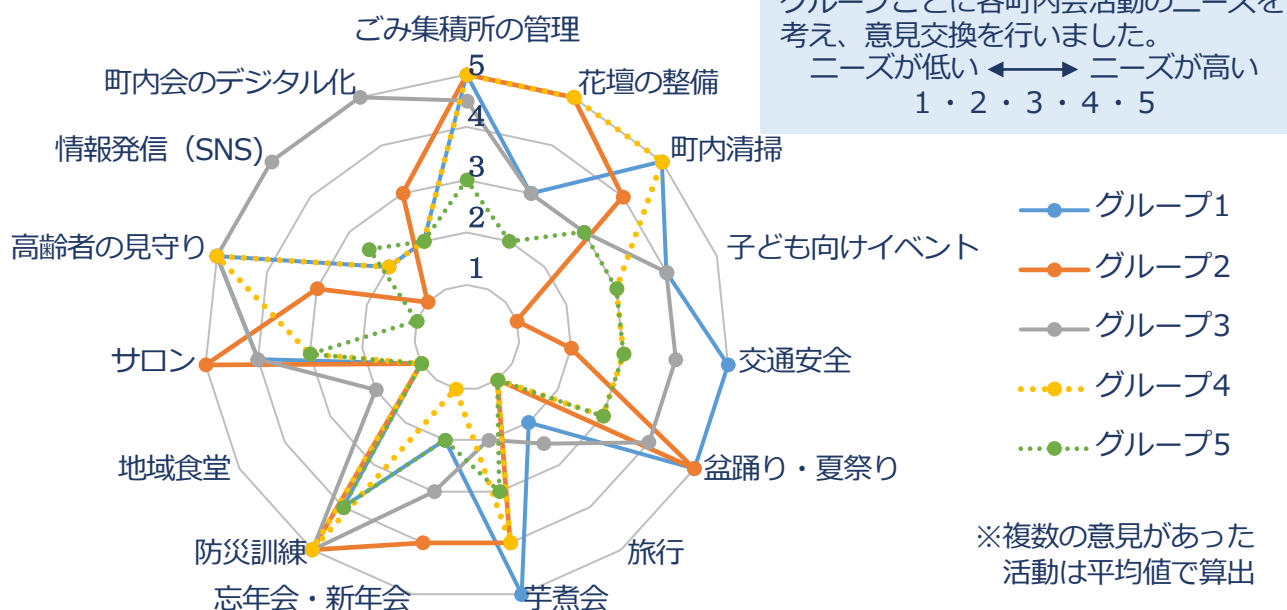 グループごとに各町内会活動のニーズを
考え、意見交換を行いました。
ニーズが低い ニーズが高い
1・2・3・4・5
ごみ集積所の管理
花壇の整備
町内清掃
子ども向けイベント
交通安全
盆踊り・夏祭り
旅行
芋煮会
忘年会・新年会
防災訓練
地域食堂
サロン
高齢者の見守り
情報発信（SNS)
町内会のデジタル化
5
4
3
2
1
グループ1
グループ2
グループ3
グループ4
グループ5
※複数の意見があった
活動は平均値で算出